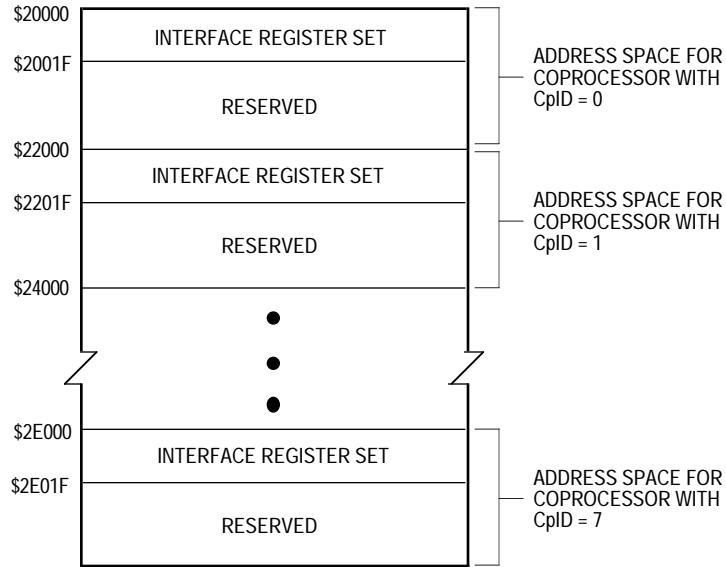 $20000
INTERFACE REGISTER SET
$2001F
ADDRESS SPACE FOR
COPROCESSOR WITH
CpID = 0
RESERVED
$22000
INTERFACE REGISTER SET
$2201F
ADDRESS SPACE FOR
COPROCESSOR WITH
CpID = 1
RESERVED
$24000
$2E000
INTERFACE REGISTER SET
$2E01F
ADDRESS SPACE FOR
COPROCESSOR WITH
CpID = 7
RESERVED